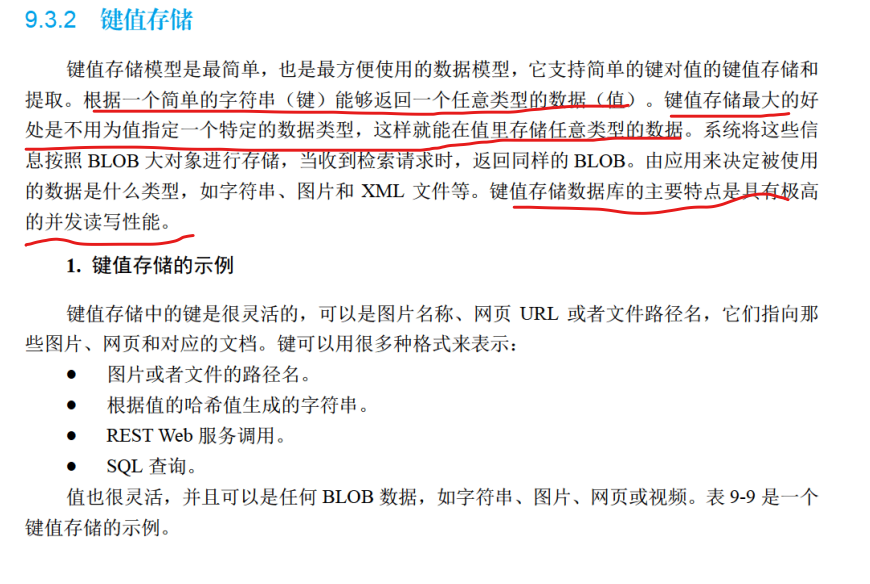 9.3.2 键值存储
键值存储模型是最简单，也是最方便使用的数据模型，它支持简单的键对值的键值存储和
提取。根据一个简单的字符串（键）能够返回一个任意类型的数据（值）。键值存储最大的好
处是不用为值指定一个特定的数据类型，这样就能在值里存储任意类型的数据。系统将这些信
息按照 BLOB 大对象进行存储，当收到检索请求时，返回同样的 BLOB。由应用来决定被使用
的数据是什么类型，如字符串、图片和 XML 文件等。键值存储数据库的主要特点是具有极高
的并发读写性能。
1. 键值存储的示例
键值存储中的键是很灵活的，可以是图片名称、网页 URL 或者文件路径名，它们指向那
些图片、网页和对应的文档。键可以用很多种格式来表示：
● 图片或者文件的路径名。
● 根据值的哈希值生成的字符串。
● REST Web 服务调用。
● SQL 查询。
值也很灵活，并且可以是任何 BLOB 数据，如字符串、图片、网页或视频。表 9-9 是一个
键值存储的示例。